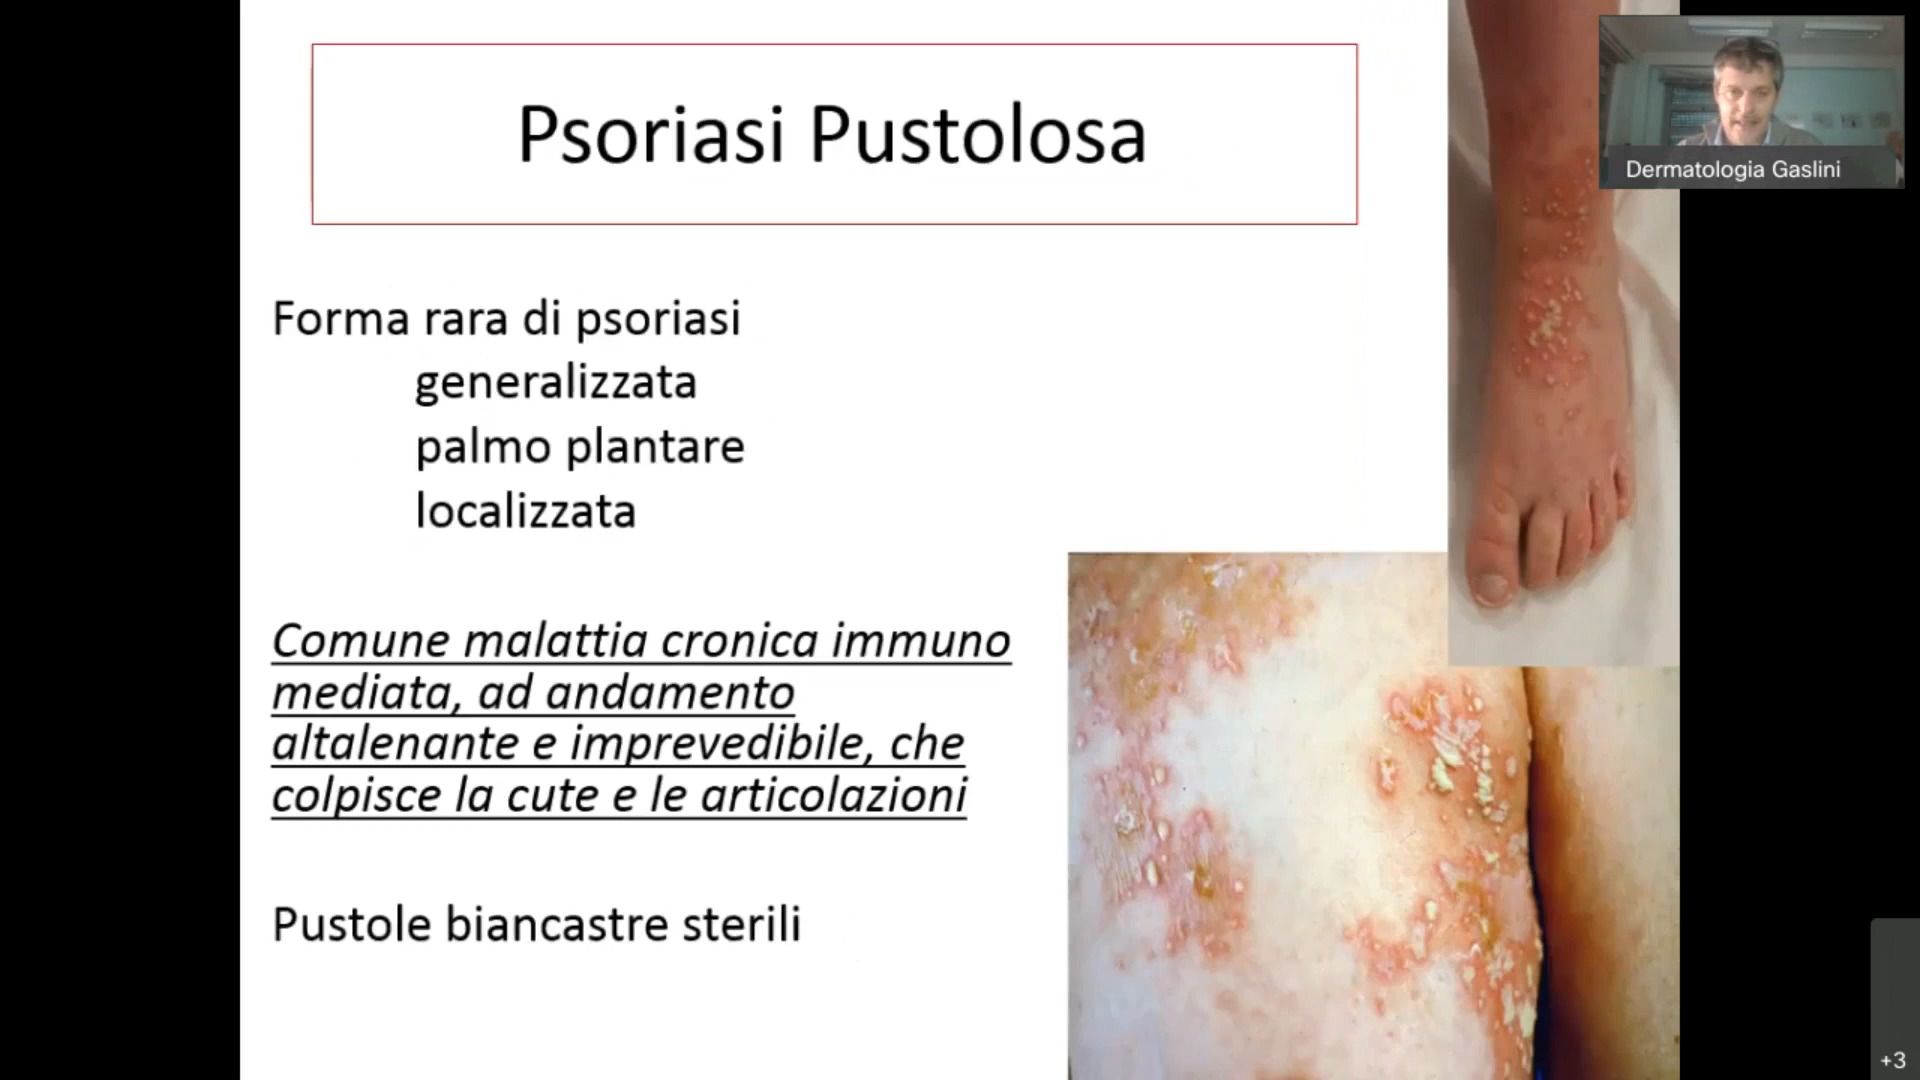 Psoriasi Pustolosa
Dermatologia Gaslini
Forma rara di psoriasi
generalizzata
palmo plantare
localizzata
Comune malattia cronica immuno
mediata, ad andamento
altalenante e imprevedibile, che
colpisce la cute e le articolazioni
Pustole biancastre sterili
+3